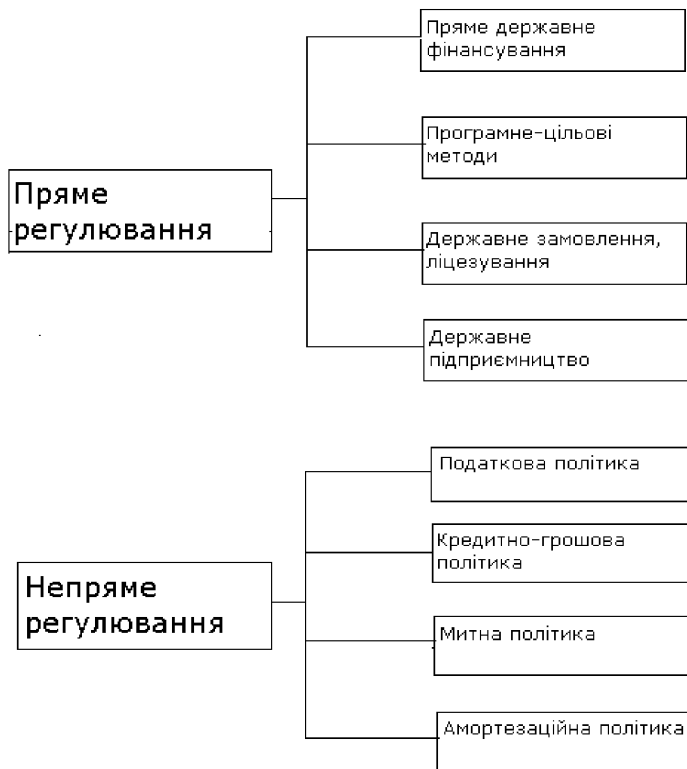 Пряме державне
фінансування
Програмне-цільові
методи
Пряме
регулювання
Державне замовлення,
ліцезування
Державне
підприємництво
Податкова політика
Кредитно-грошова
політика
Непряме
регулювання
Митна політика
Амортезаційна політика